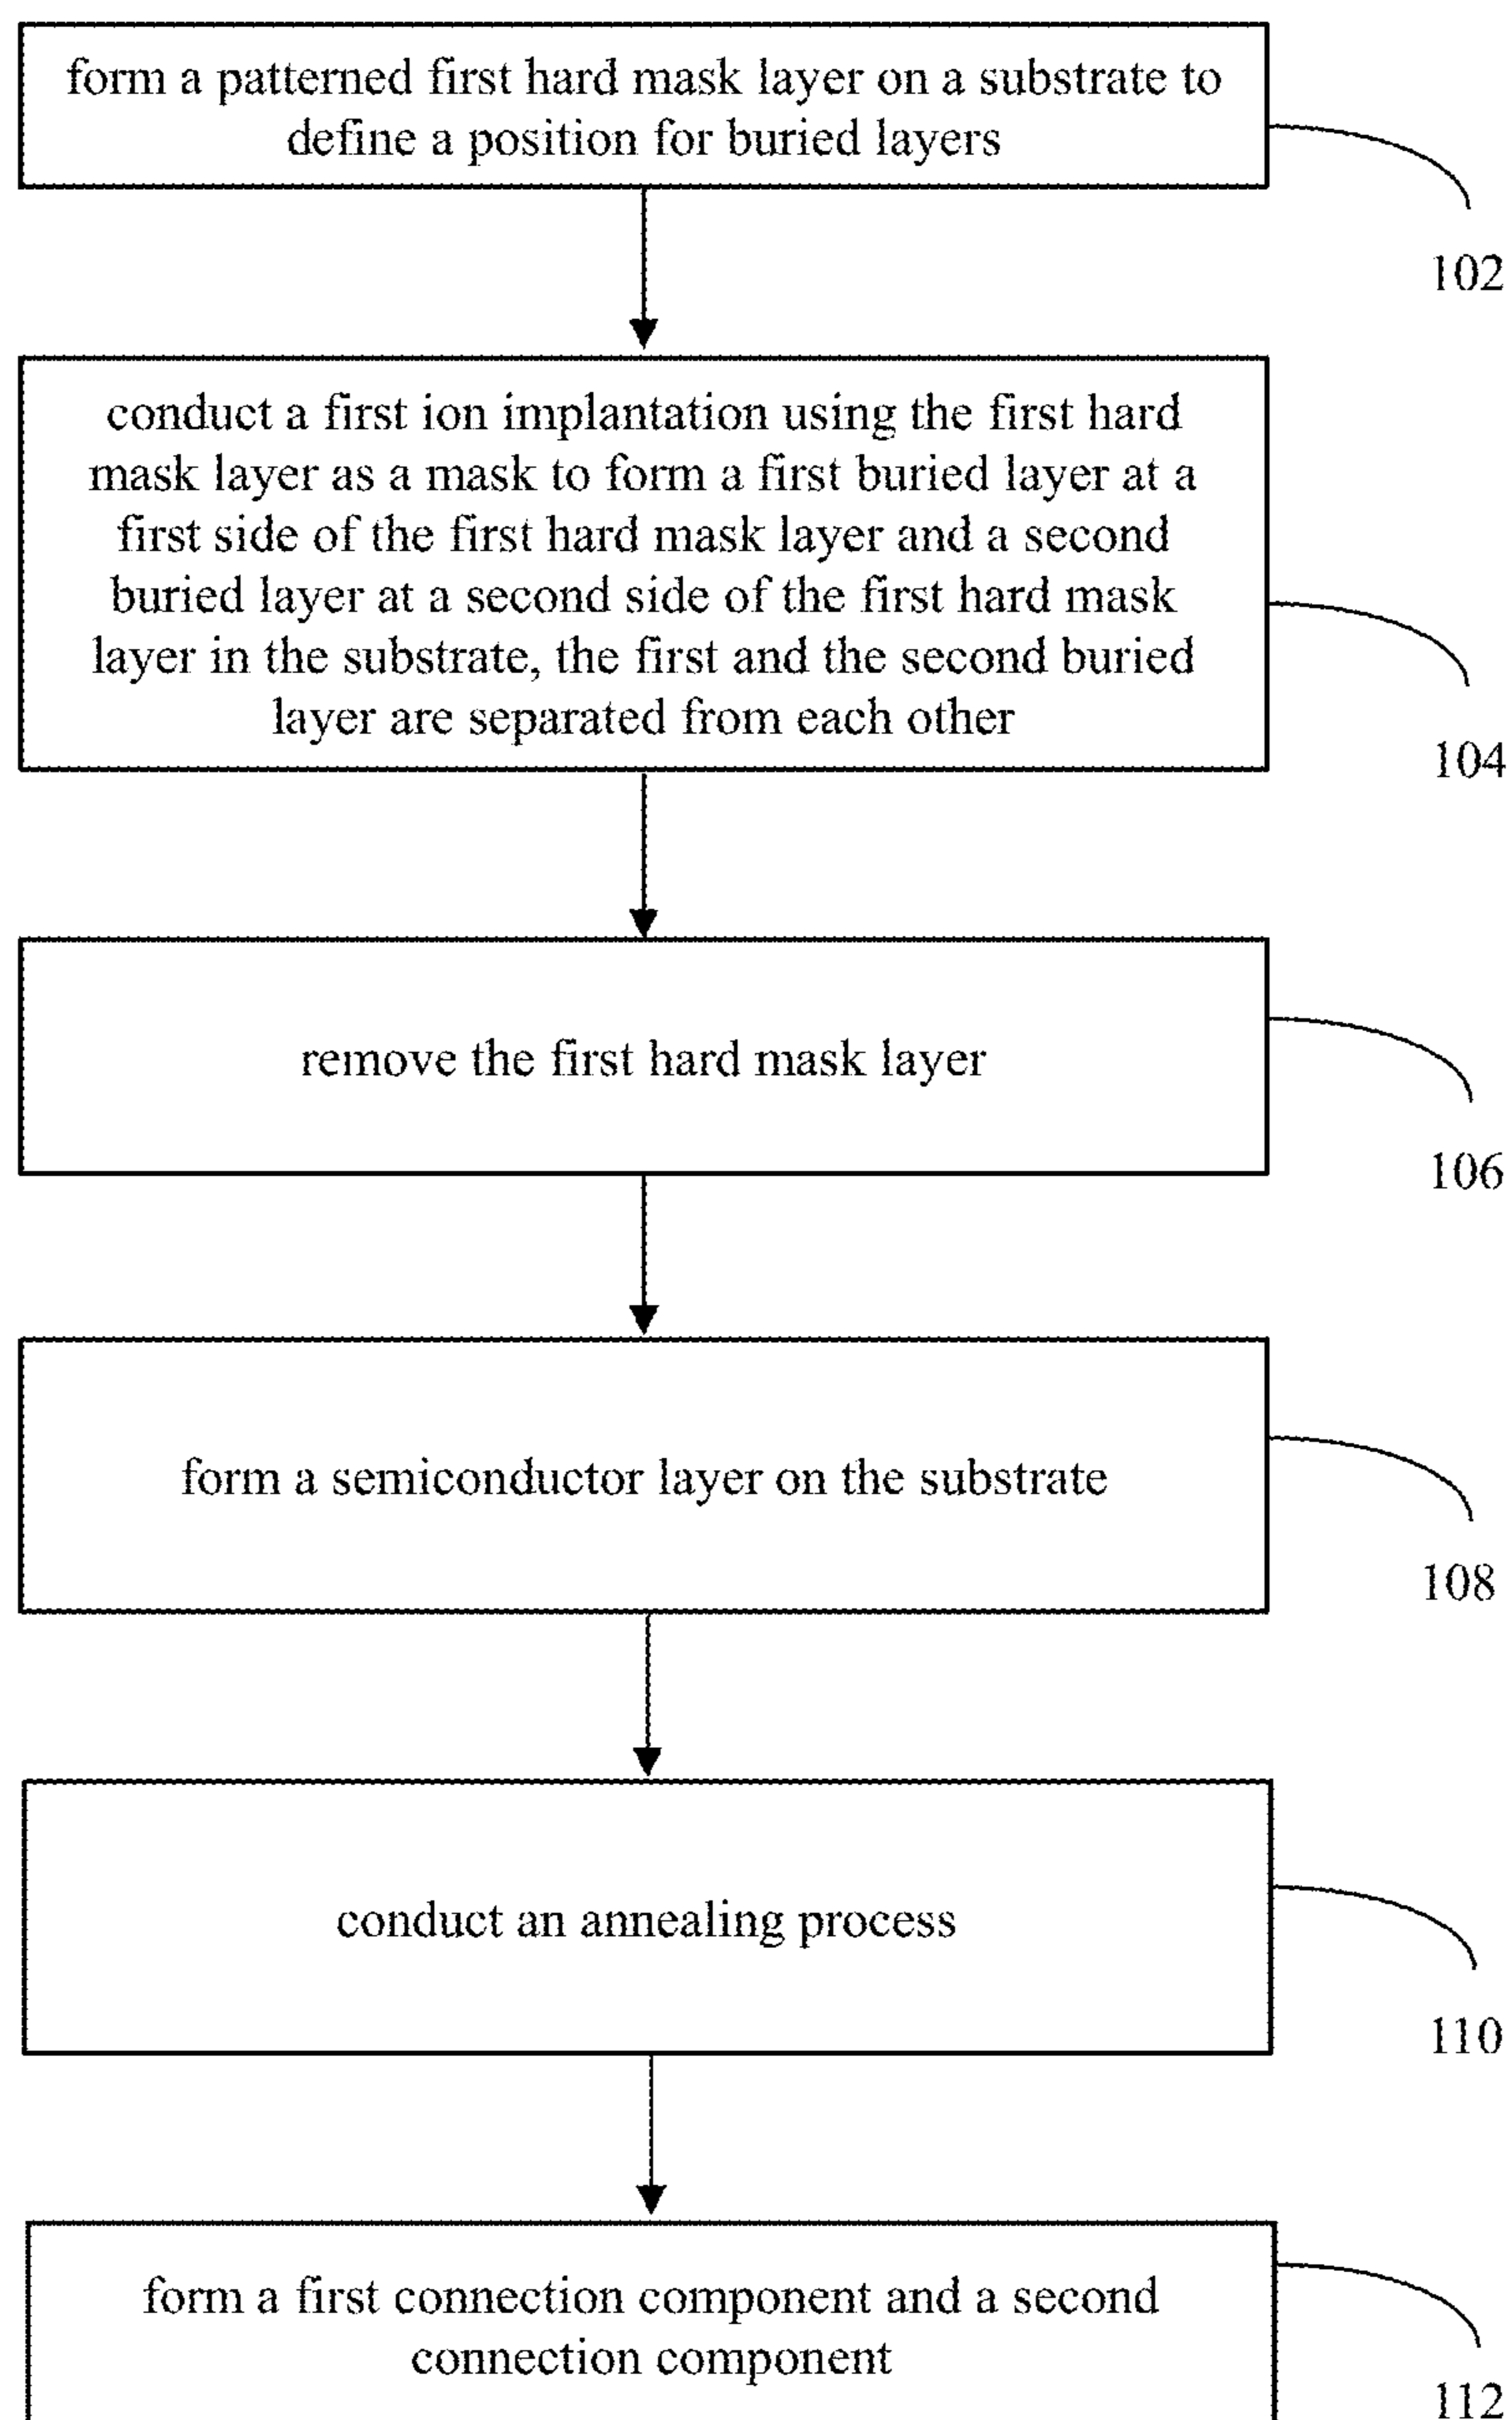 form a patterned first hard mask layer on a substrate to
define a position for buried layers
102
conduct a first ion implantation using the first hard
mask layer as a mask to form a first buried layer at a
first side of the first hard mask layer and a second
buried layer at a second side of the first hard mask
layer in the substrate, the first and the second buried
layer are separated from each other
104
remove the first hard mask layer
106
form a semiconductor layer on the substrate
108
conduct an annealing process
110
form a first connection component and a second
connection component
112